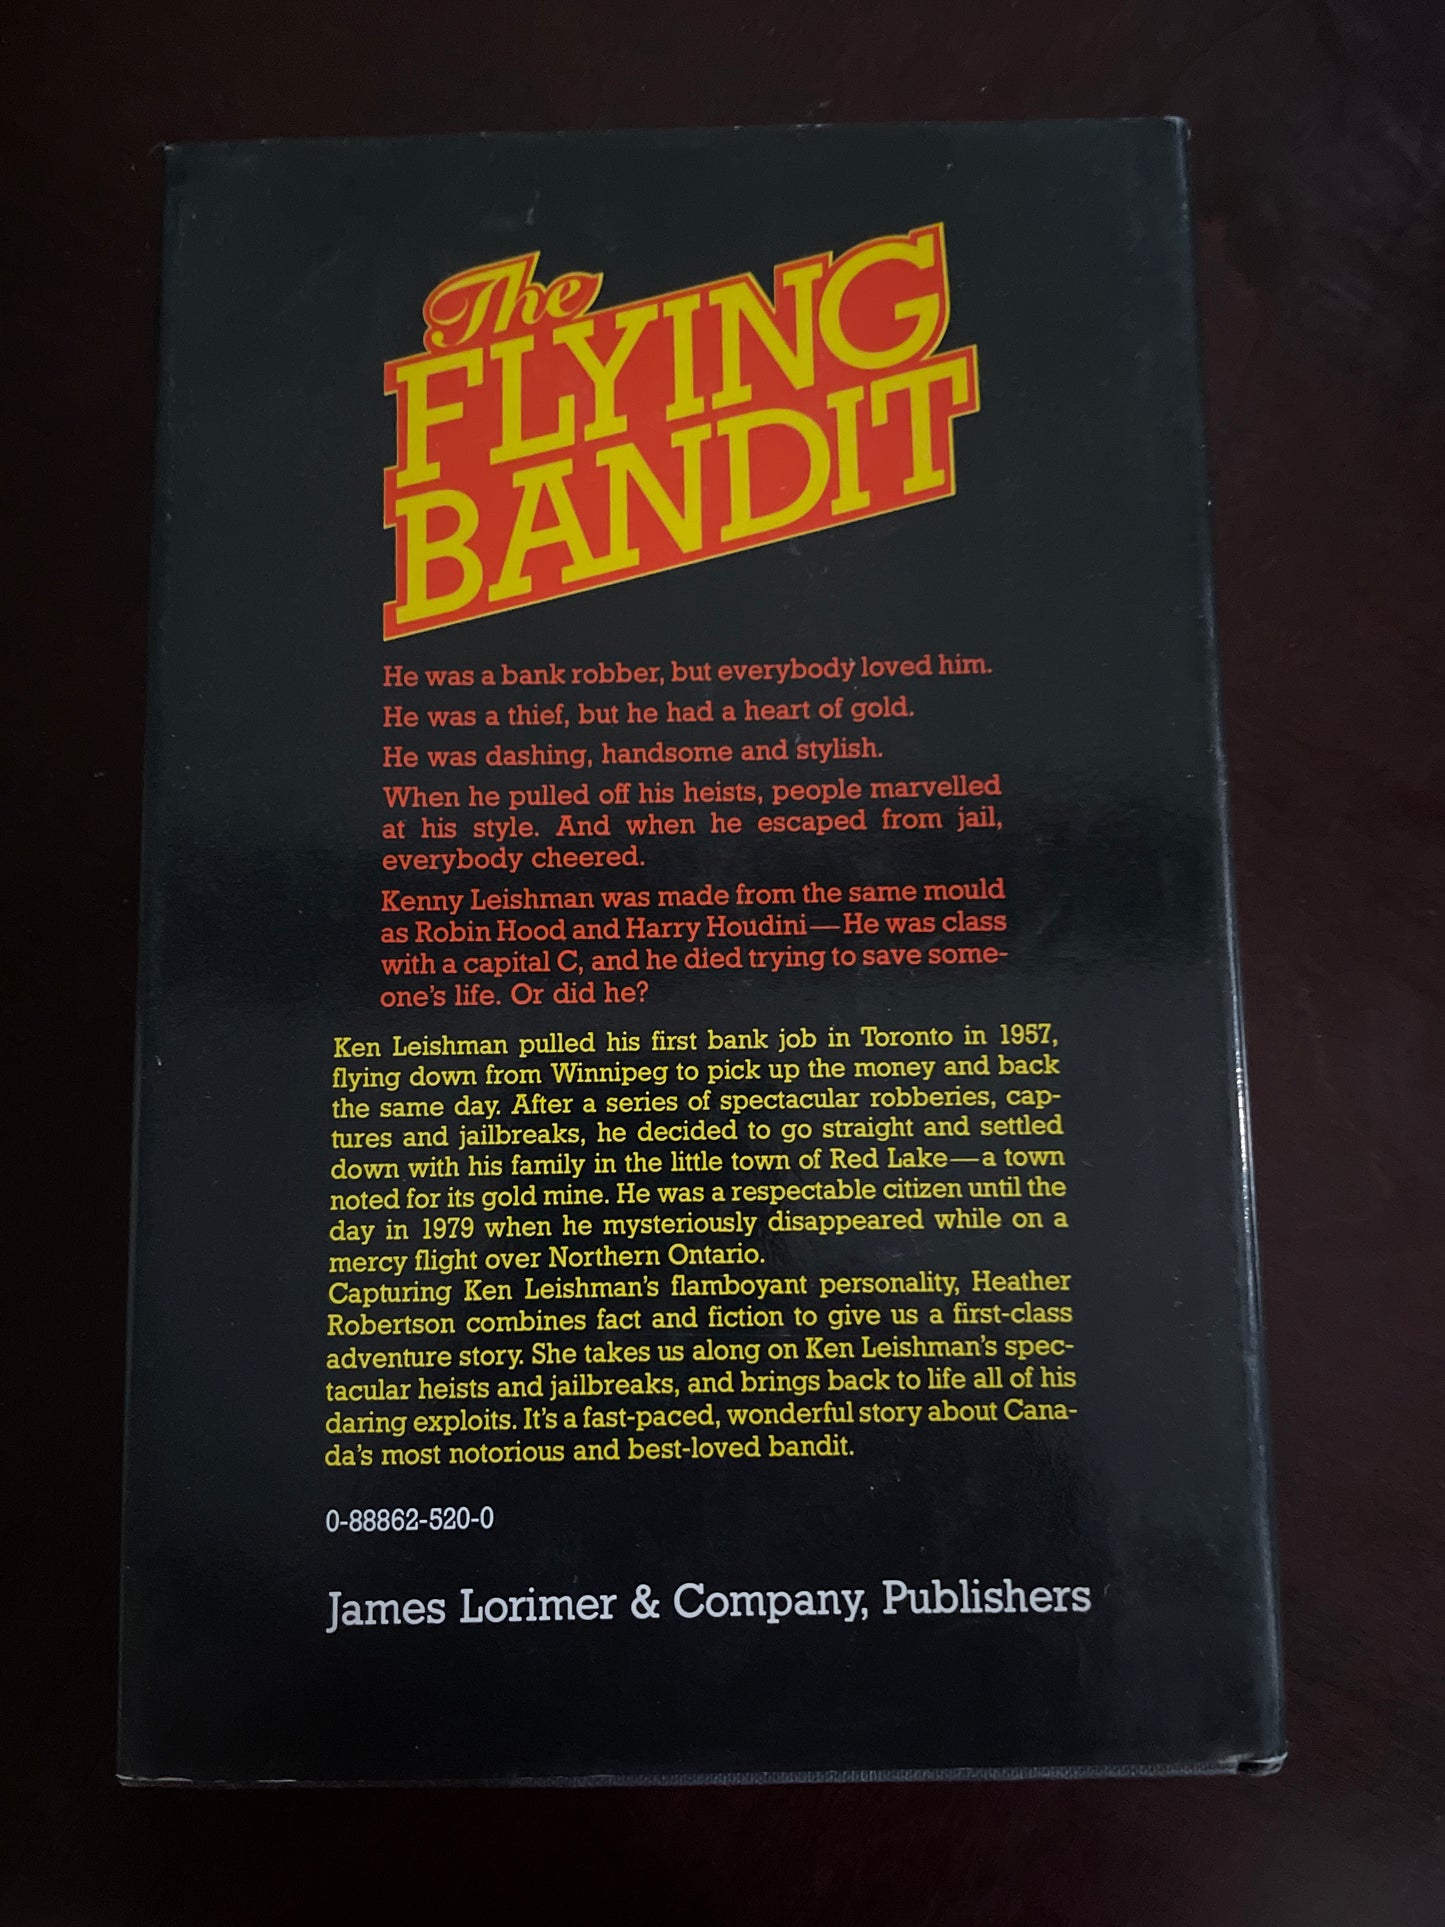 The
FLYING
BANDIT
He was a bank robber, but everybody loved him.
He was a thief, but he had a heart of gold.
He was dashing, handsome and stylish.
When he pulled off his heists, people marvelled
at his style. And when he escaped from jail,
everybody cheered.
Kenny Leishman was made from the same mould
as Robin Hood and Harry Houdini—He was class
with a capital C, and he died trying to save some-
one's life. Or did he?
Ken Leishman pulled his first bank job in Toronto in 1957,
flying down from Winnipeg to pick up the money and back
the same day. After a series of spectacular robberies, cap-
tures and jailbreaks, he decided to go straight and settled
down with his family in the little town of Red Lake—a town
noted for its gold mine. He was a respectable citizen until the
day in 1979 when he mysteriously disappeared while on a
mercy flight over Northern Ontario.
Capturing Ken Leishman's flamboyant personality, Heather
Robertson combines fact and fiction to give us a first-class
adventure story. She takes us along on Ken Leishman's spec-
tacular heists and jailbreaks, and brings back to life all of his
daring exploits. It's a fast-paced, wonderful story about Cana-
da's most notorious and best-loved bandit.
0-88862-520-0
James Lorimer & Company, Publishers